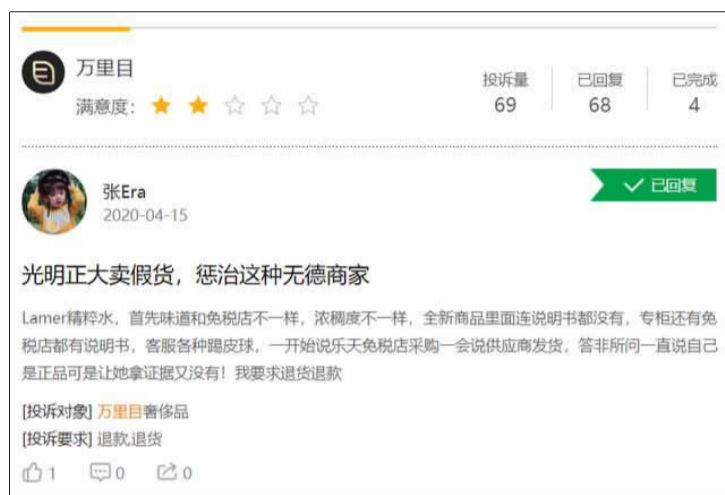 万里目
满意度：
投诉量
69
已回复
68
已完成
4
张Era
2020-04-15
已回复
光明正大卖假货，惩治这种无德商家
Lamer精粹水，首先味道和免税店不一样，浓稠度不一样，全新商品里面连说明书都没有，专柜还有免
税店都有说明书，客服各种踢皮球，一开始说乐天免税店采购一会说供应商发货，答非所问一直说自己
是正品可是让她拿证据又没有！我要求退货退款
[投诉对象] 万里目奢侈品
[投诉要求] 退款,退货
1
0
0